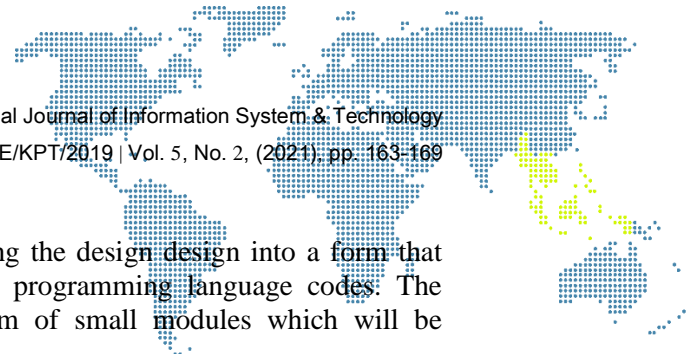 al Journal of Information System & Technology
E/KPT/2019 | Vol. 5, No. 2, (2021), pp. 163-169
ng the design design into a form that
programming language codes. The
m of small modules which will be